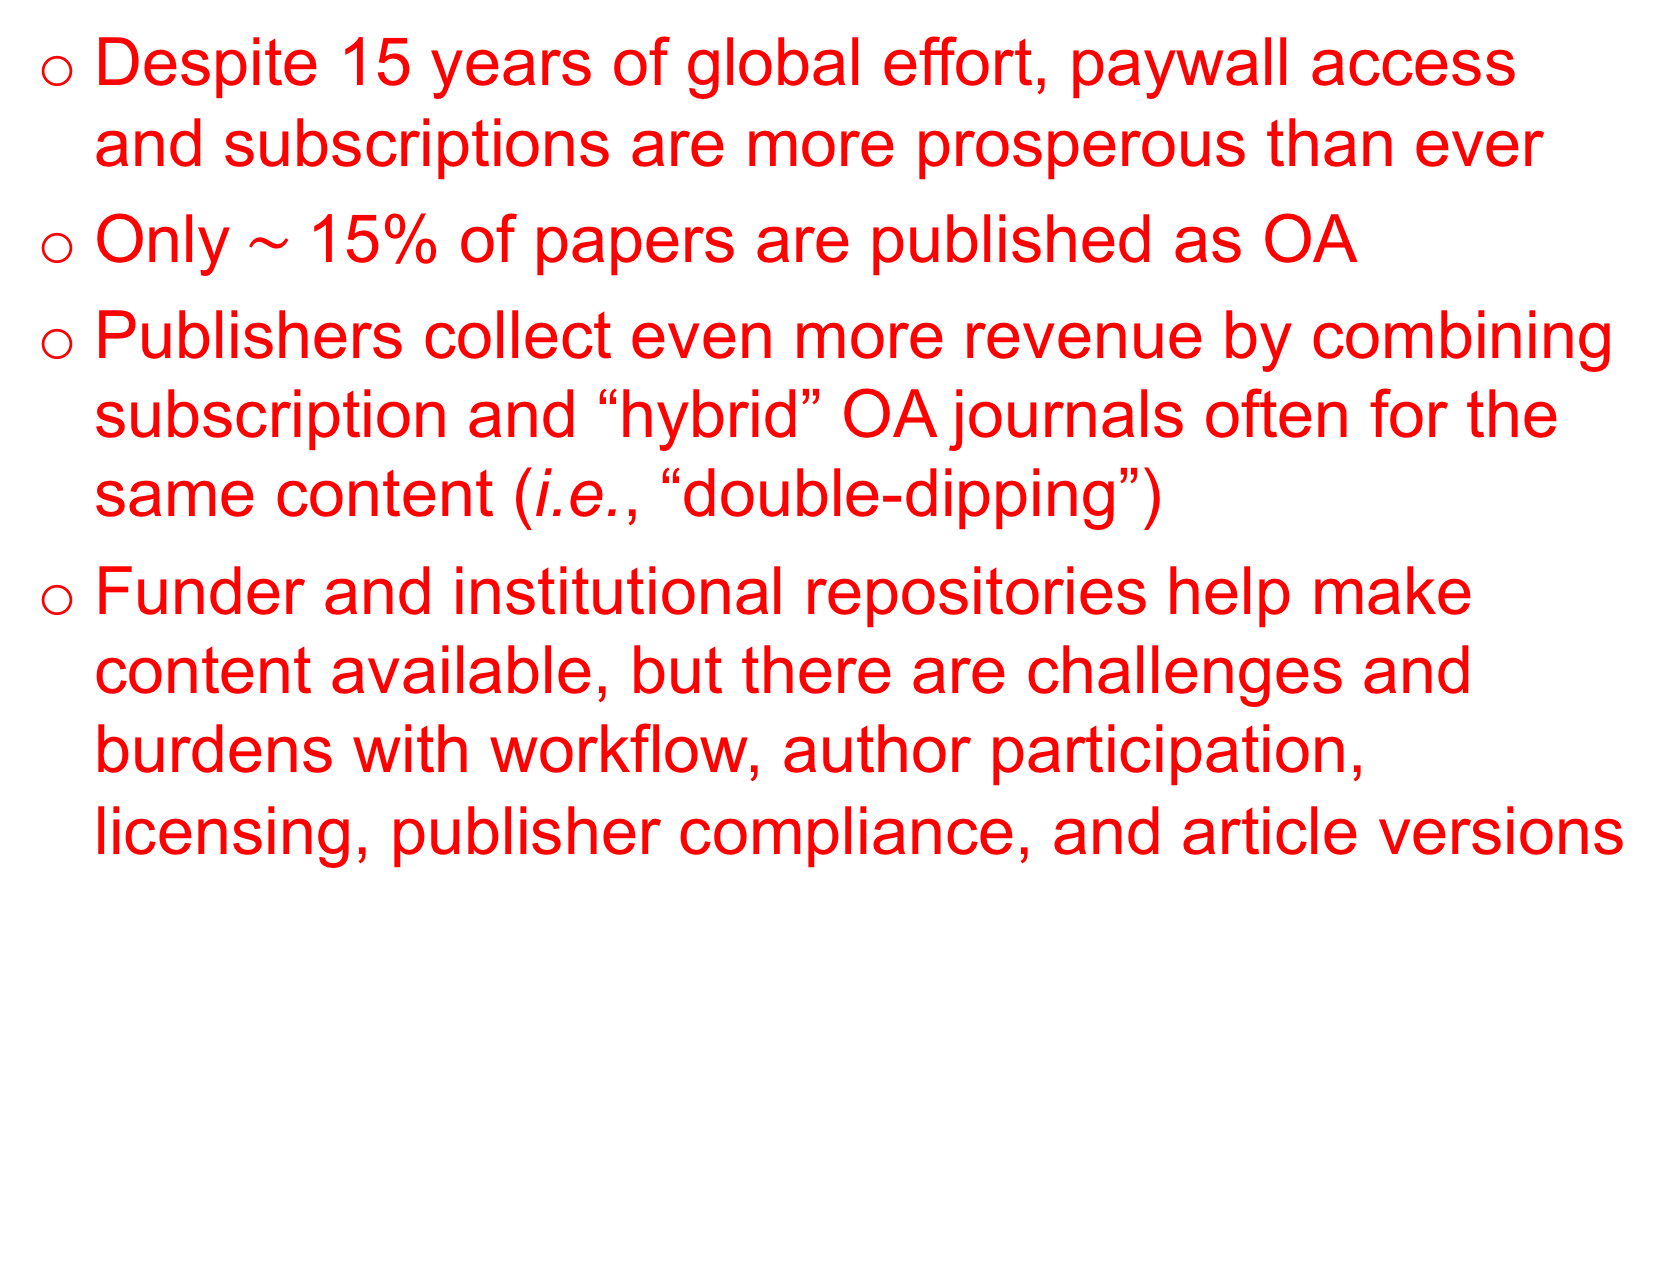 ○ Despite 15 years of global effort, paywall access
and subscriptions are more prosperous than ever
○ Only ~ 15% of papers are published as OA
○ Publishers collect even more revenue by combining
subscription and “hybrid” OA journals often for the
same content (i.e., “double-dipping”)
○ Funder and institutional repositories help make
content available, but there are challenges and
burdens with workflow, author participation,
licensing, publisher compliance, and article versions